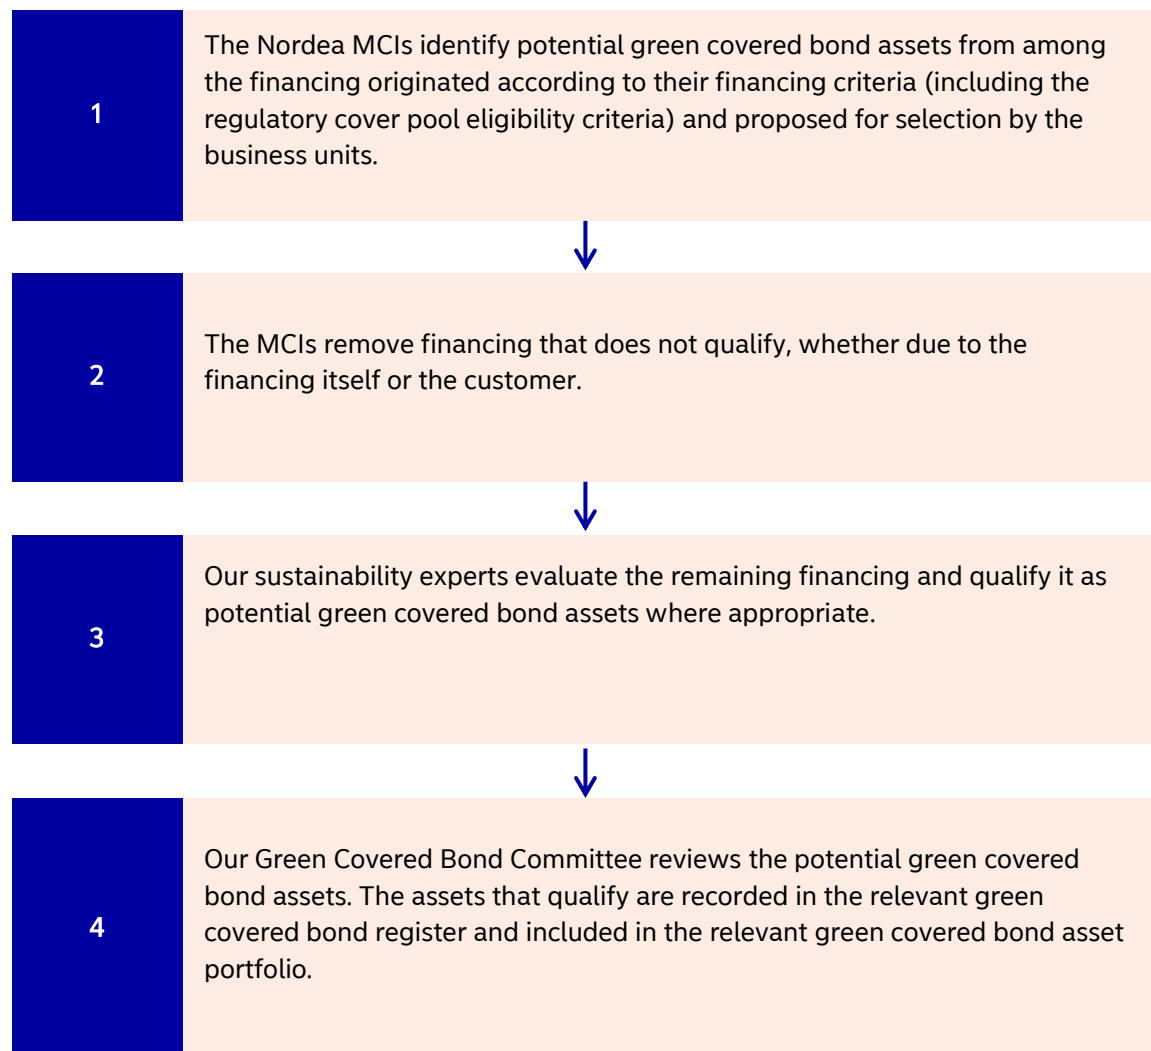 1
The Nordea MCIs identify potential green covered bond assets from among
the financing originated according to their financing criteria (including the
regulatory cover pool eligibility criteria) and proposed for selection by the
business units.
2
The MCIs remove financing that does not qualify, whether due to the
financing itself or the customer.
3
Our sustainability experts evaluate the remaining financing and qualify it as
potential green covered bond assets where appropriate.
4
Our Green Covered Bond Committee reviews the potential green covered
bond assets. The assets that qualify are recorded in the relevant green
covered bond register and included in the relevant green covered bond asset
portfolio.